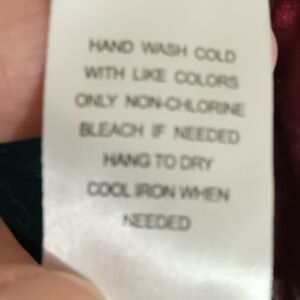 HAND WASH COLD
WITH LIKE COLORS
ONLY NON-CHLORINE
BLEACH IF NEEDED
HANG TO DRY
COOL IRON WHEN
NEEDED